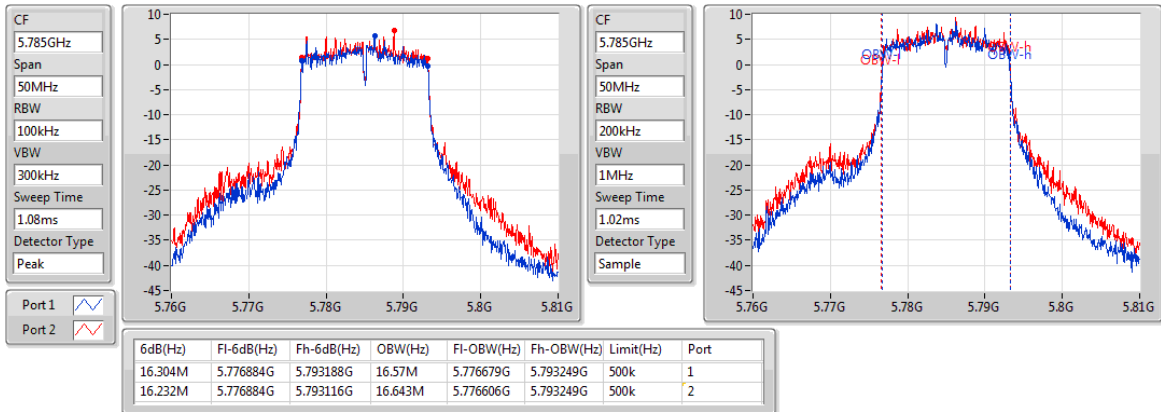 CF
5.785GHz
Span
50MHz
RBW
100kHz
VBW
300kHz
Sweep Time
1.08ms
Detector Type
Peak
Port 1
Port 2
10
5
0
-5
-10
-15
-20
-25
-30
-35
-40
-45
5.76G 5.77G 5.78G 5.79G 5.8G 5.81G
CF
5.785GHz
Span
50MHz
RBW
200kHz
VBW
1MHz
Sweep Time
1.02ms
Detector Type
Sample
10
5
0
-5
-10
-15
-20
-25
-30
-35
-40
-45
5.76G 5.77G 5.78G 5.79G 5.8G 5.81G
OBW-l
OBW-h
6dB(Hz) Fl-6dB(Hz) Fh-6dB(Hz) OBW(Hz) Fl-OBW(Hz) Fh-OBW(Hz) Limit(Hz) Port
16.304M 5.776884G 5.793188G 16.57M 5.776679G 5.793249G 500k 1
16.232M 5.776884G 5.793116G 16.643M 5.776606G 5.793249G 500k 2